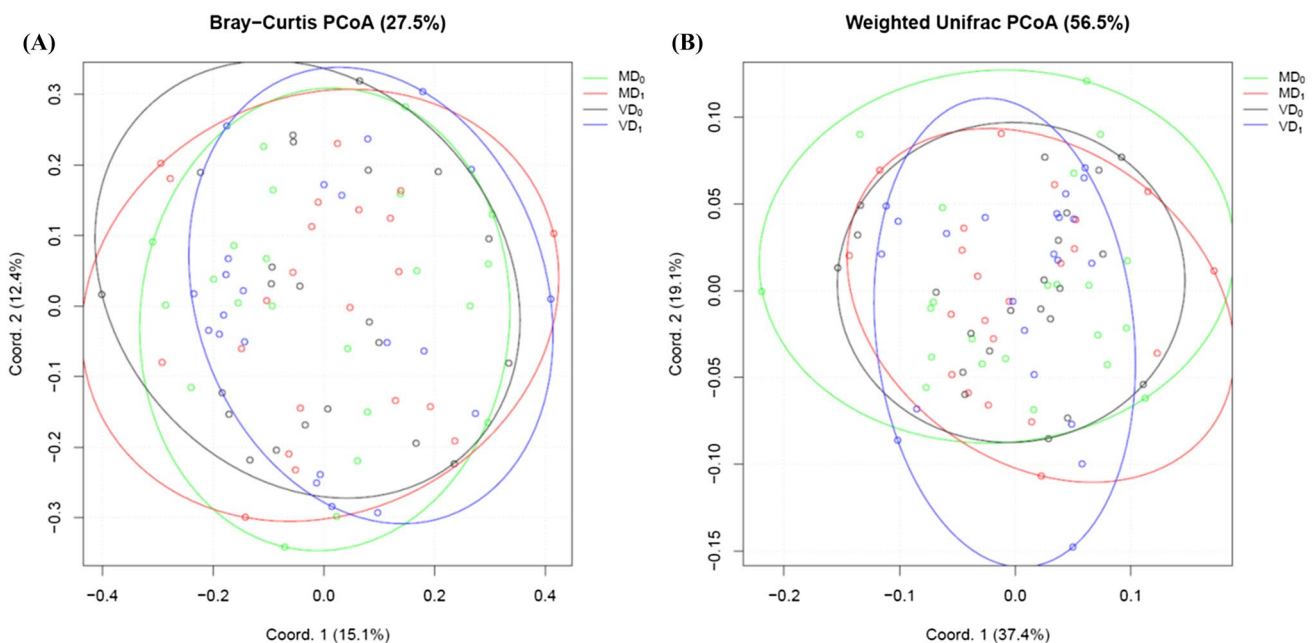 Bray−Curtis PCoA (27.5%)
(A)
MD0
MD1
VD0
VD1
0.3
0.2
0.1
0.0
−0.1
−0.2
−0.3
Coord. 2 (12.4%)
−0.4
−0.2
0.0
0.2
0.4
Coord. 1 (15.1%)
Weighted Unifrac PCoA (56.5%)
(B)
MD0
MD1
VD0
VD1
0.10
0.05
0.00
−0.05
−0.10
−0.15
Coord. 2 (19.1%)
−0.2
−0.1
0.0
0.1
Coord. 1 (37.4%)